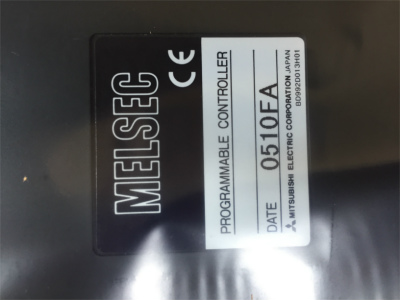 MELSEC
CE
PROGRAMMABLE CONTROLLER
DATE 0510FA
MITSUBISHI ELECTRIC CORPORATION JAPAN
BD992D013H01